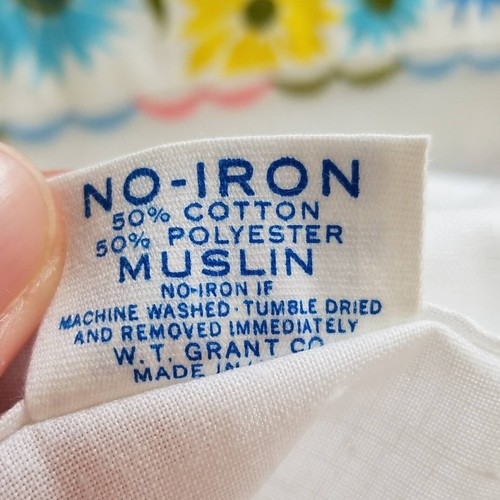 NO-IRON
50% COTTON
50% POLYESTER
MUSLIN
NO-IRON IF
MACHINE WASHED · TUMBLE DRIED
AND REMOVED IMMEDIATELY
W. T. GRANT CO
MADE IN